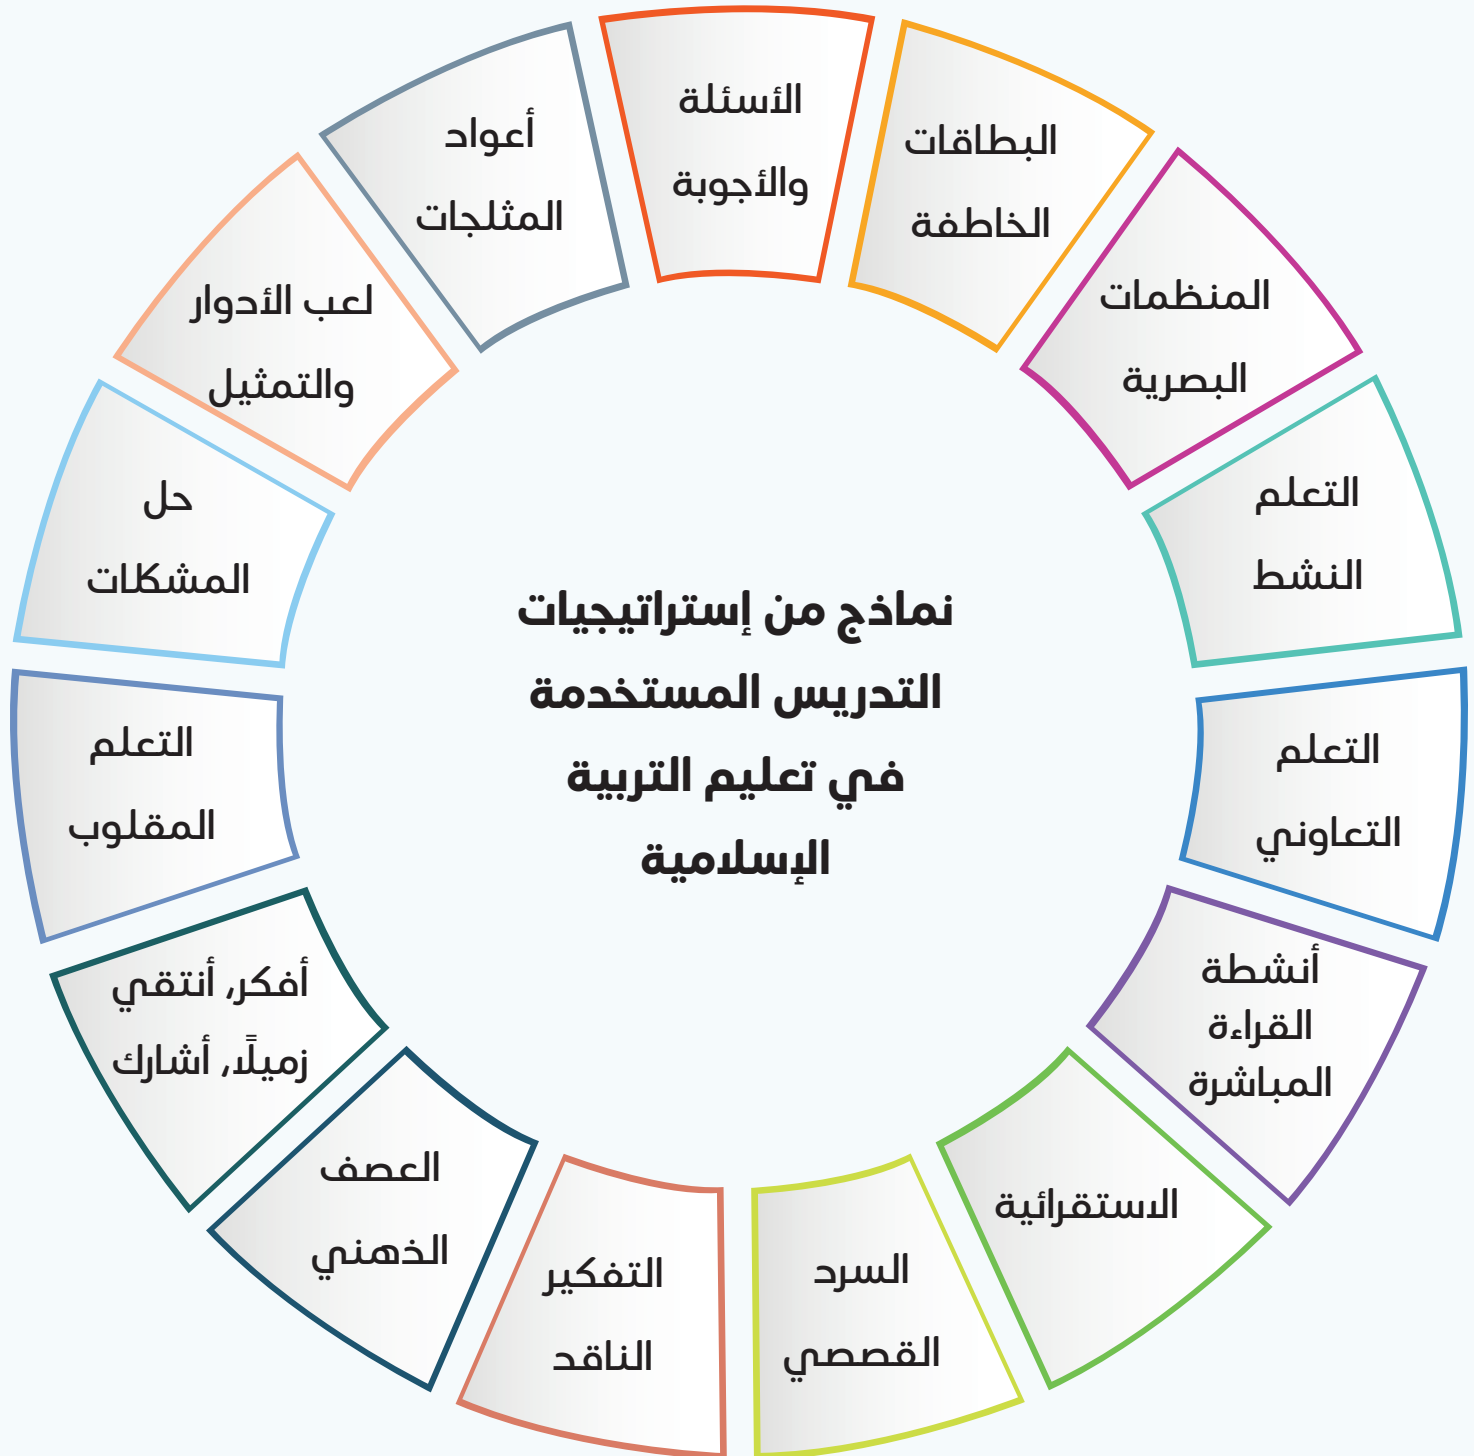 نماذج من إستراتيجيات
التدريس المستخدمة
في تعليم التربية
الإسلامية
الأسئلة
والأجوبة
البطاقات
الخاطفة
المنظمات
البصرية
التعلم
النشط
التعلم
التعاوني
أنشطة
القراءة
المباشرة
الاستقرائية
السرد
القصصي
التفكير
الناقد
العصف
الذهني
أفكر، أنتقي
زميلًا، أشارك
التعلم
المقلوب
حل
المشكلات
لعب الأدوار
والتمثيل
أعواد
المثلجات